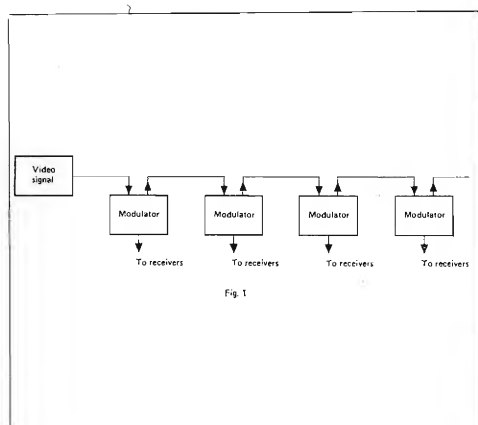 Video
signal
Modulator
Modulator
Modulator
Modulator
To receivers
To receivers
To receivers
To receivers
Fig. 1